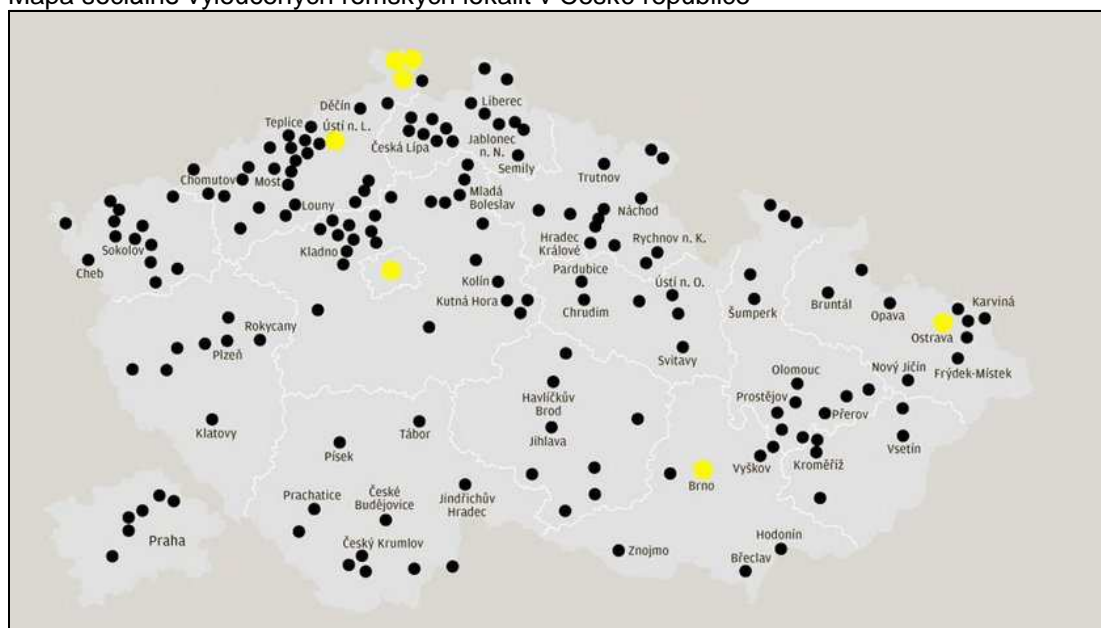 Mapa sociálně vyloučených romských lokalit v České republice
Děčín
Liberec
Teplice
Ústí n. L.
Česká Lípa
Jablonec
n. N.
Semily
Trutnov
Chomutov
Most
Louny
Mladá
Boleslav
Náchod
Sokolov
Cheb
Kladno
Hradec
Králové
Rychnov n. K.
Kolín
Pardubice
Kutná Hora
Chrudim
Ústí n. O.
Šumperk
Bruntál
Opava
Karviná
Ostrava
Rokycany
Plzeň
Svitavy
Frýdek-Místek
Nový Jičín
Olomouc
Havlíčkův
Brod
Prostějov
Přerov
Klatovy
Tábor
Jihlava
Písek
Vsetín
Vyškov
Kroměříž
Brno
Prachatice
České
Budějovice
Jindřichův
Hradec
Praha
Český Krumlov
Znojmo
Hodonín
Břeclav